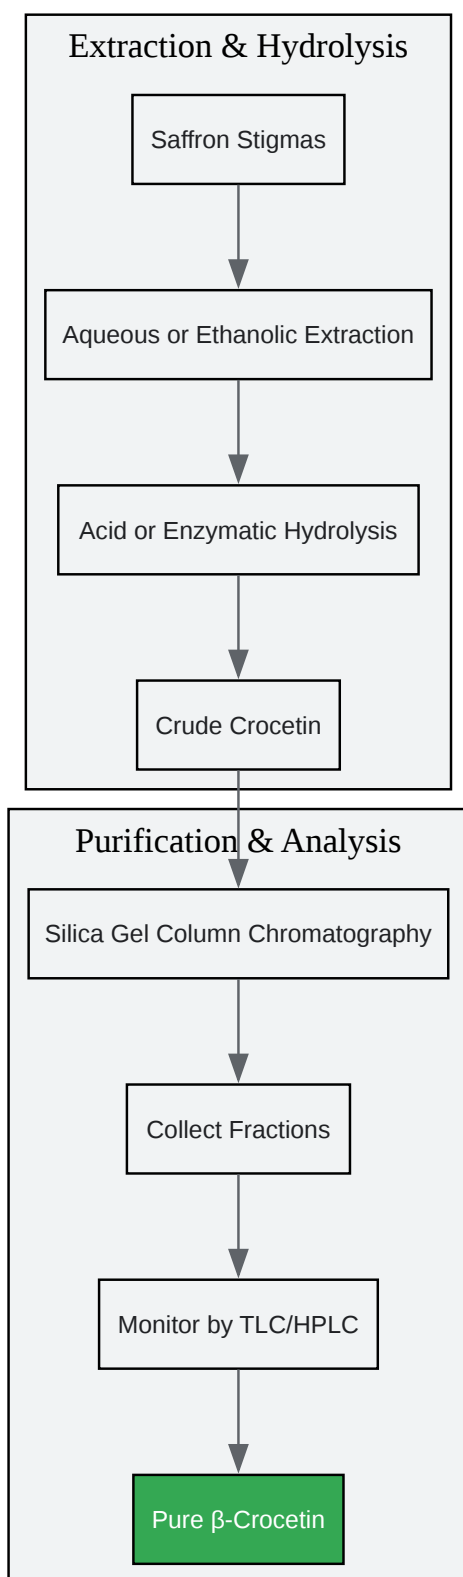 Extraction & Hydrolysis
Saffron Stigmas
Aqueous or Ethanolic Extraction
Acid or Enzymatic Hydrolysis
Crude Crocetin
Purification & Analysis
Silica Gel Column Chromatography
Collect Fractions
Monitor by TLC/HPLC
Pure β-Crocetin